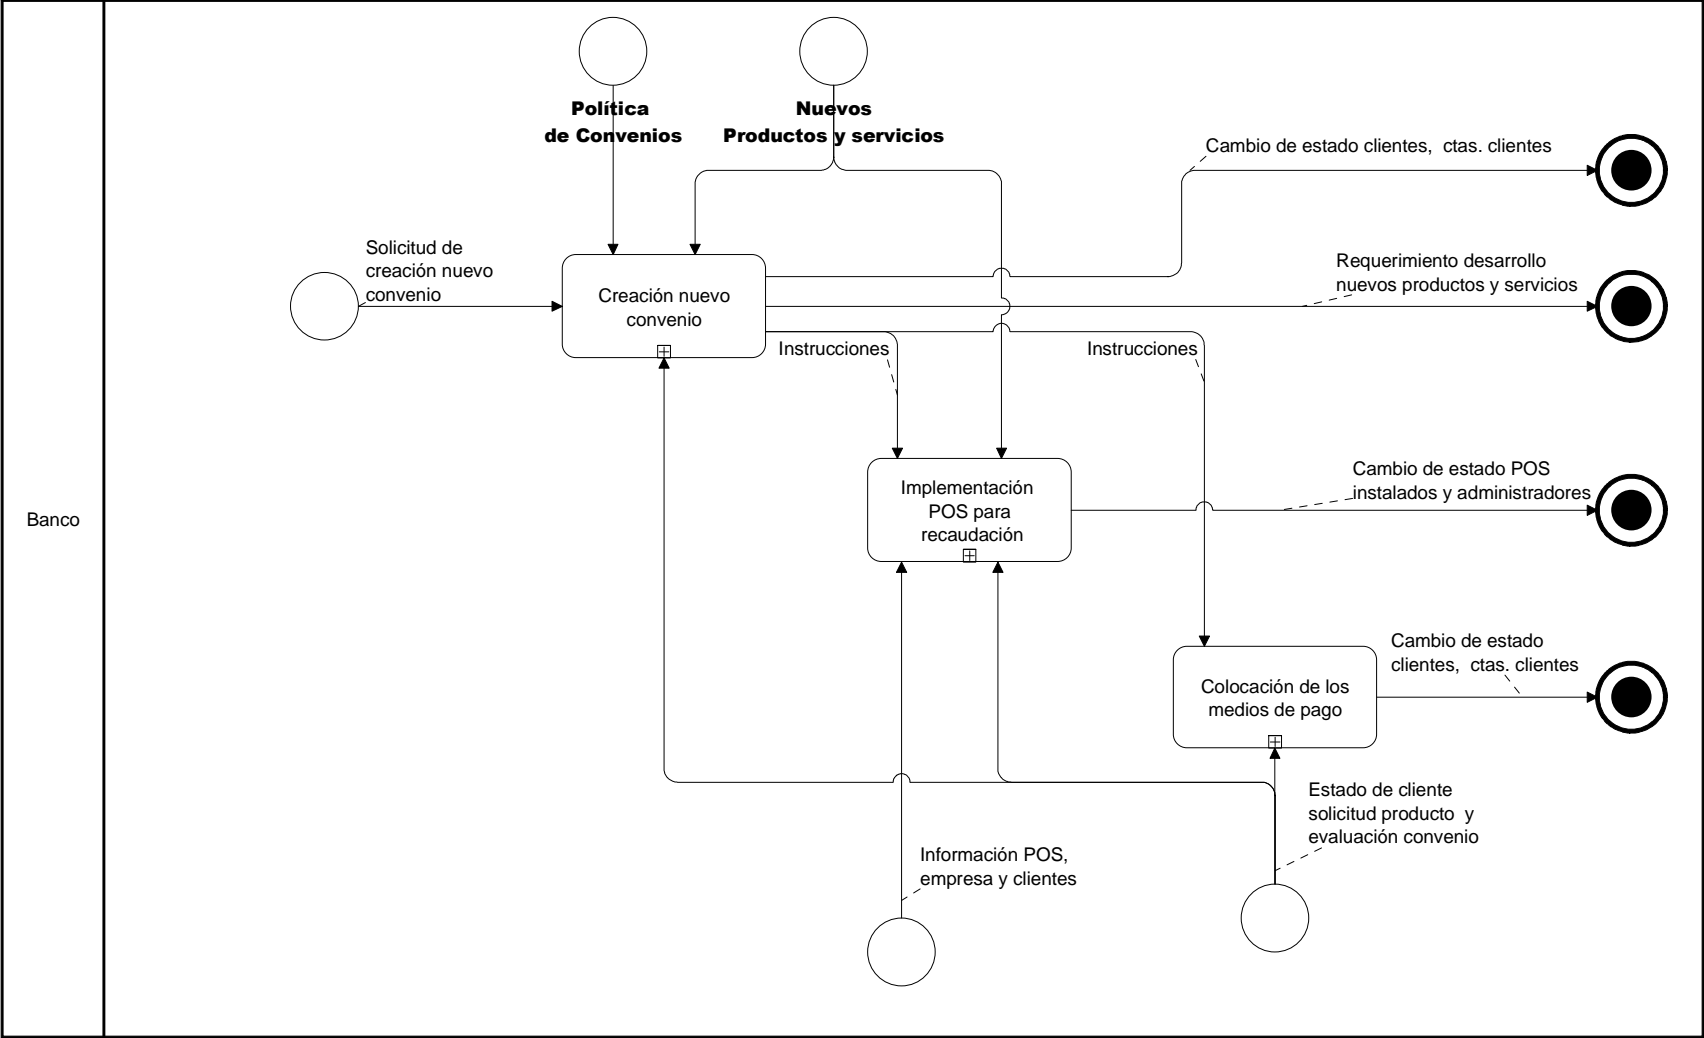 Política
de Convenios
Nuevos
Productos y servicios
Cambio de estado clientes,  ctas. clientes
Solicitud de
creación nuevo
convenio
Requerimiento desarrollo
nuevos productos y servicios
Creación nuevo
convenio
Instrucciones
Instrucciones
Banco
Implementación
POS para
recaudación
Cambio de estado POS
instalados y administradores
Cambio de estado
clientes,  ctas. clientes
Colocación de los
medios de pago
Estado de cliente
solicitud producto  y
evaluación convenio
Información POS,
empresa y clientes